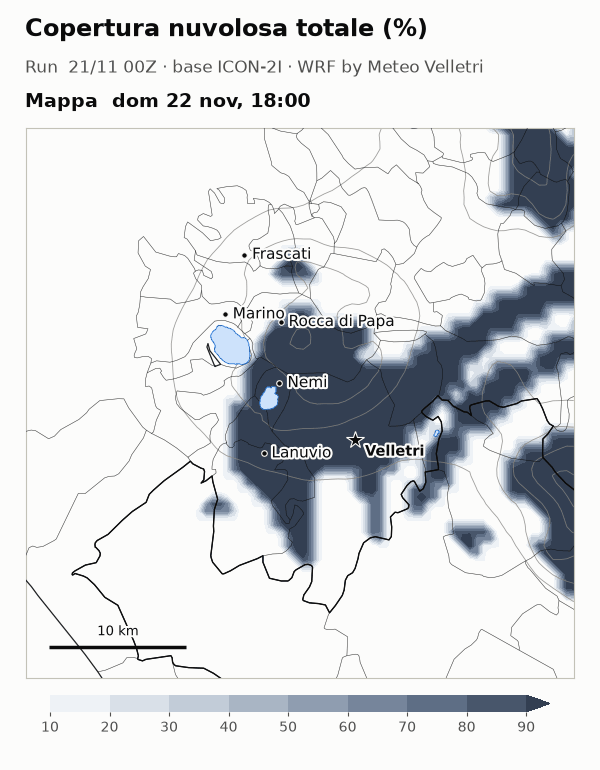 Copertura nuvolosa totale (%)
Run  21/11 00Z · base ICON-2I · WRF by Meteo Velletri
Mappa  dom 22 nov, 18:00
Frascati
Marino
Rocca di Papa
Nemi
Velletri
Lanuvio
10 km
10 20 30 40 50 60 70 80 90